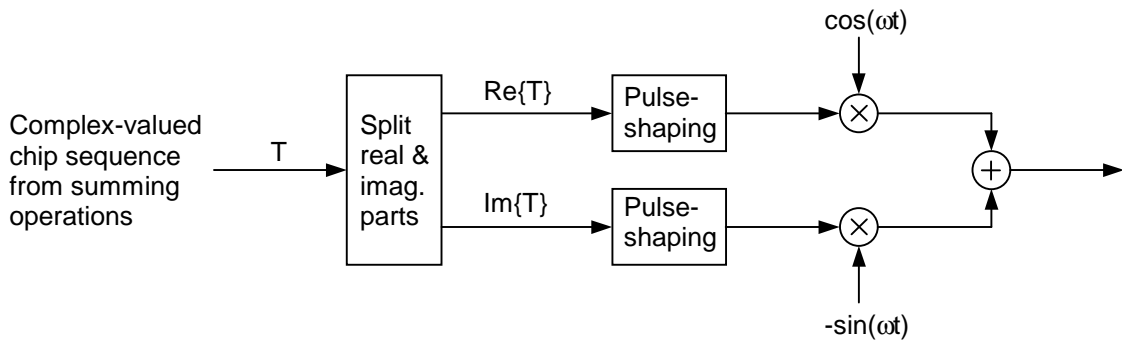 cos(ωt)
Complex-valued
chip sequence
from summing
operations
T
Split
real &
imag.
parts
Re{T}
Pulse-
shaping
Im{T}
Pulse-
shaping
-sin(ωt)